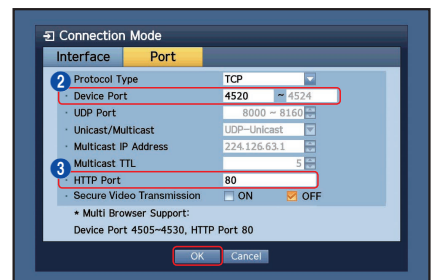 Connection Mode
Interface Port
2 Protocol Type TCP
Device Port 4520 ~ 4524
UDP Port 8000 ~ 8160
Unicast/Multicast UDP-Unicast
Multicast IP Address 224.126.63.1
Multicast TTL 5
3 HTTP Port 80
Secure Video Transmission ON OFF
* Multi Browser Support:
Device Port 4505~4530, HTTP Port 80
OK Cancel